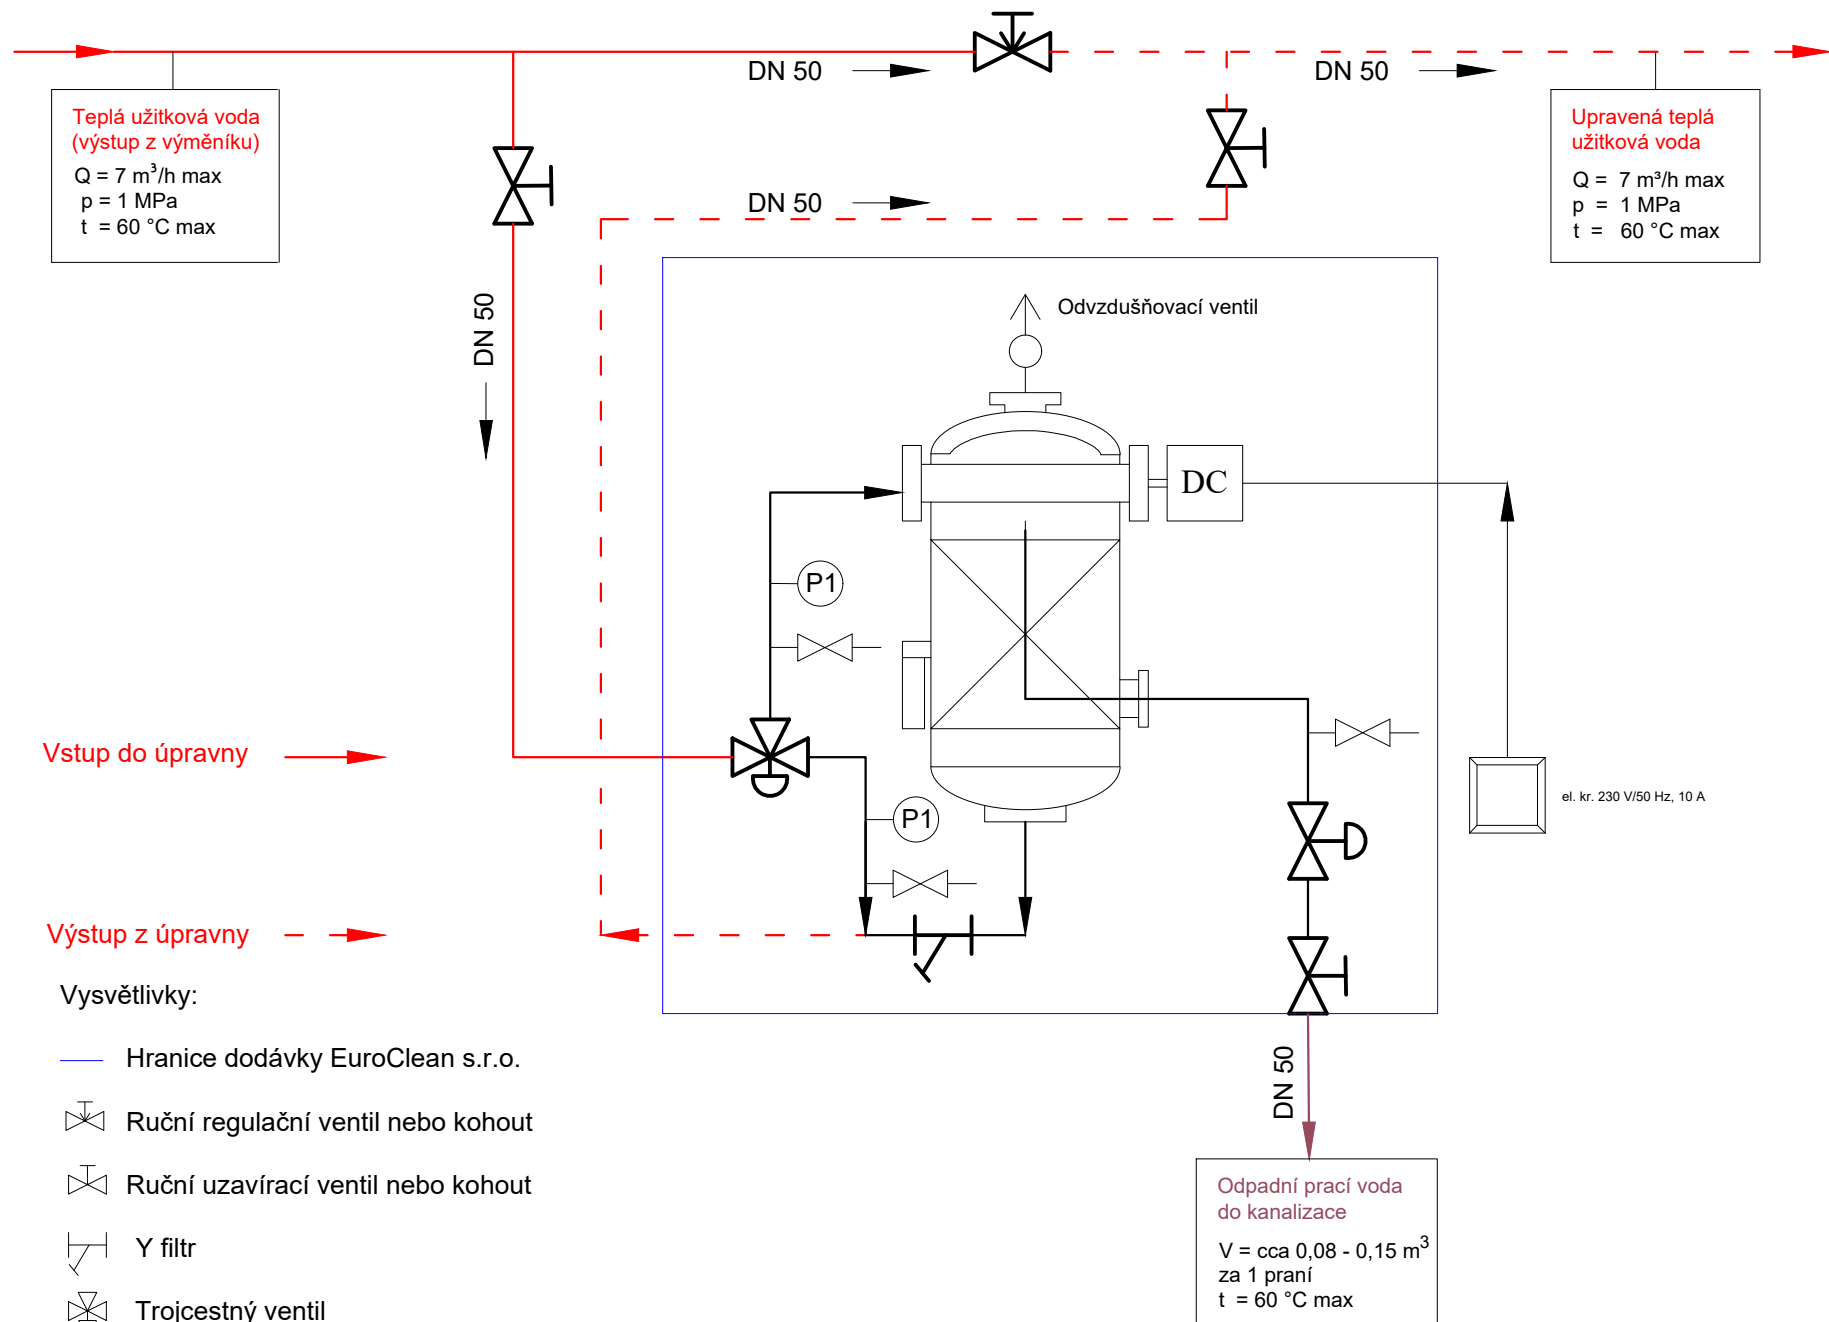 DN 50
DN 50
Teplá užitková voda
(výstup z výměníku)
Q = 7 m³/h max
p = 1 MPa
t = 60 °C max
Upravená teplá
užitková voda
Q = 7 m³/h max
p = 1 MPa
t = 60 °C max
DN 50
DN 50
Odvzdušňovací ventil
DC
P1
Vstup do úpravny
P1
el. kr. 230 V/50 Hz, 10 A
Výstup z úpravny
Vysvětlivky:
Hranice dodávky EuroClean s.r.o.
Ruční regulační ventil nebo kohout
Ruční uzavírací ventil nebo kohout
Y filtr
Trojcestný ventil
DN 50
Odpadní prací voda
do kanalizace
V = cca 0,08 - 0,15 m³
za 1 praní
t = 60 °C max